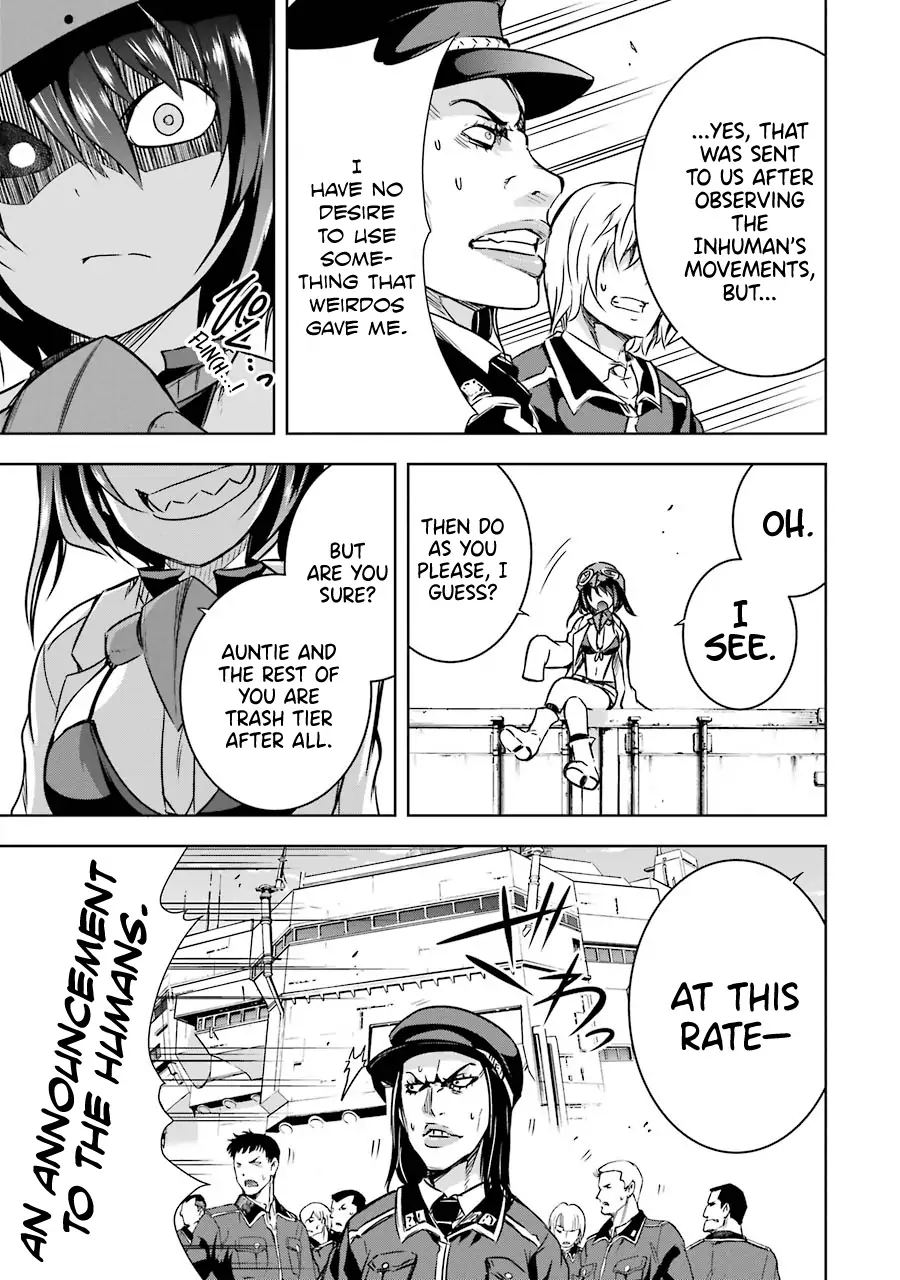 ...YES, THAT
WAS SENT
TO US AFTER
OBSERVING
THE
INHUMAN'S
MOVEMENTS,
BUT...
I
HAVE NO
DESIRE
TO USE
SOME-
THING THAT
WEIRDOS
GAVE ME.
FLINCH...!
OH.
I
SEE.
THEN DO
AS YOU
PLEASE, I
GUESS?
BUT
ARE YOU
SURE?
AUNTIE AND
THE REST OF
YOU ARE
TRASH TIER
AFTER ALL.
AT THIS
RATE—
AN ANNOUNCEMENT
TO THE HUMANS.